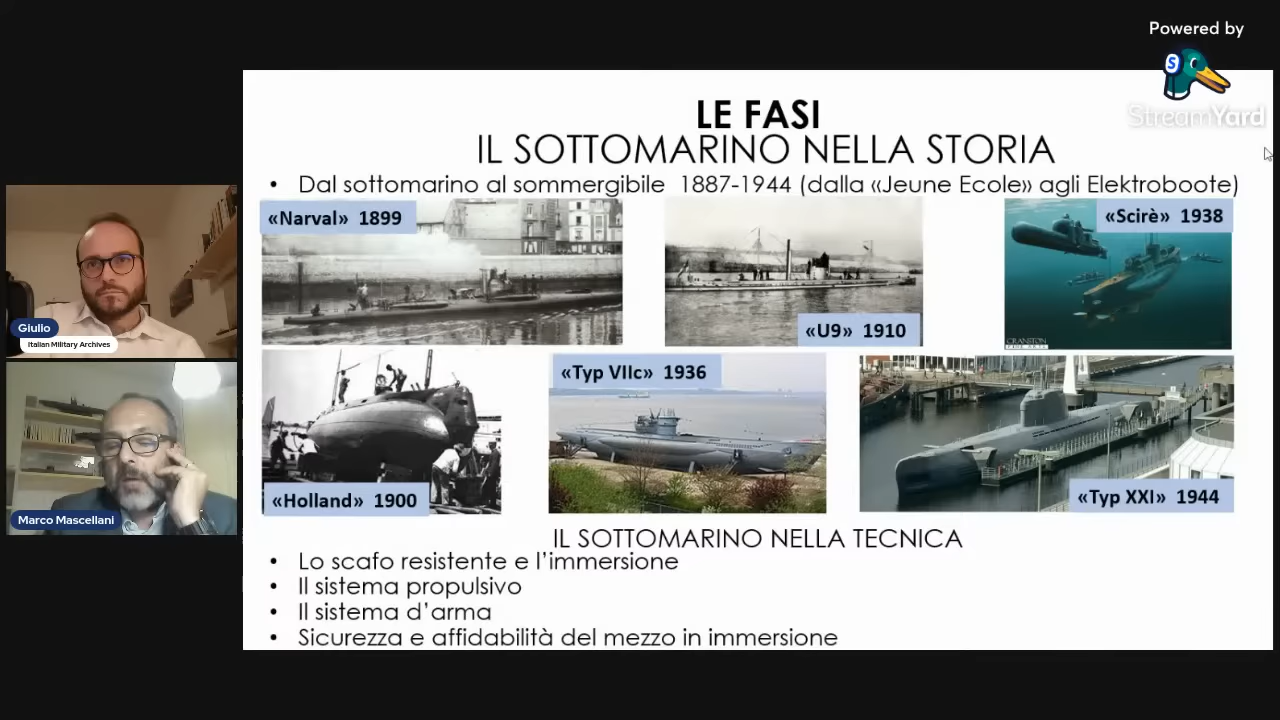 Powered by
StreamYard
LE FASI
IL SOTTOMARINO NELLA STORIA
• Dal sottomarino al sommergibile 1887-1944 (dalla «Jeune Ecole» agli Elektroboote)
«Narval» 1899
«U9» 1910
«Scirè» 1938
CRANSTON
FINE ARTS
«Holland» 1900
«Typ VIIc» 1936
«Typ XXI» 1944
IL SOTTOMARINO NELLA TECNICA
• Lo scafo resistente e l’immersione
• Il sistema propulsivo
• Il sistema d’arma
• Sicurezza e affidabilità del mezzo in immersione
Giulio
Italian Military Archives
Marco Mascellani